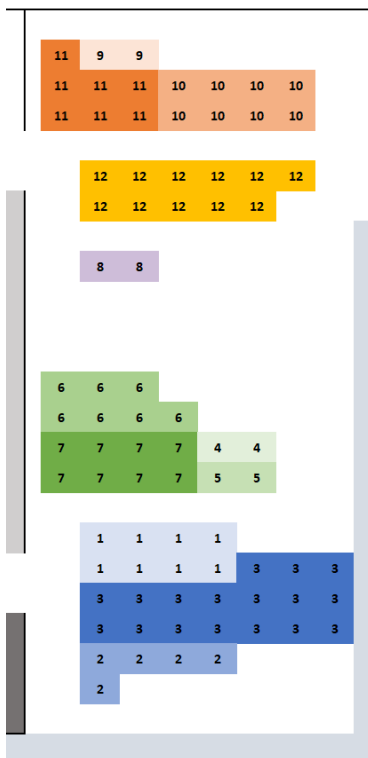 11 9 9
11 11 11 10 10 10 10
11 11 11 10 10 10 10
12 12 12 12 12 12
12 12 12 12 12
8 8
6 6 6
6 6 6 6
7 7 7 7 4 4
7 7 7 7 5 5
1 1 1 1
1 1 1 1 3 3 3
3 3 3 3 3 3 3
3 3 3 3 3 3 3
2 2 2 2
2